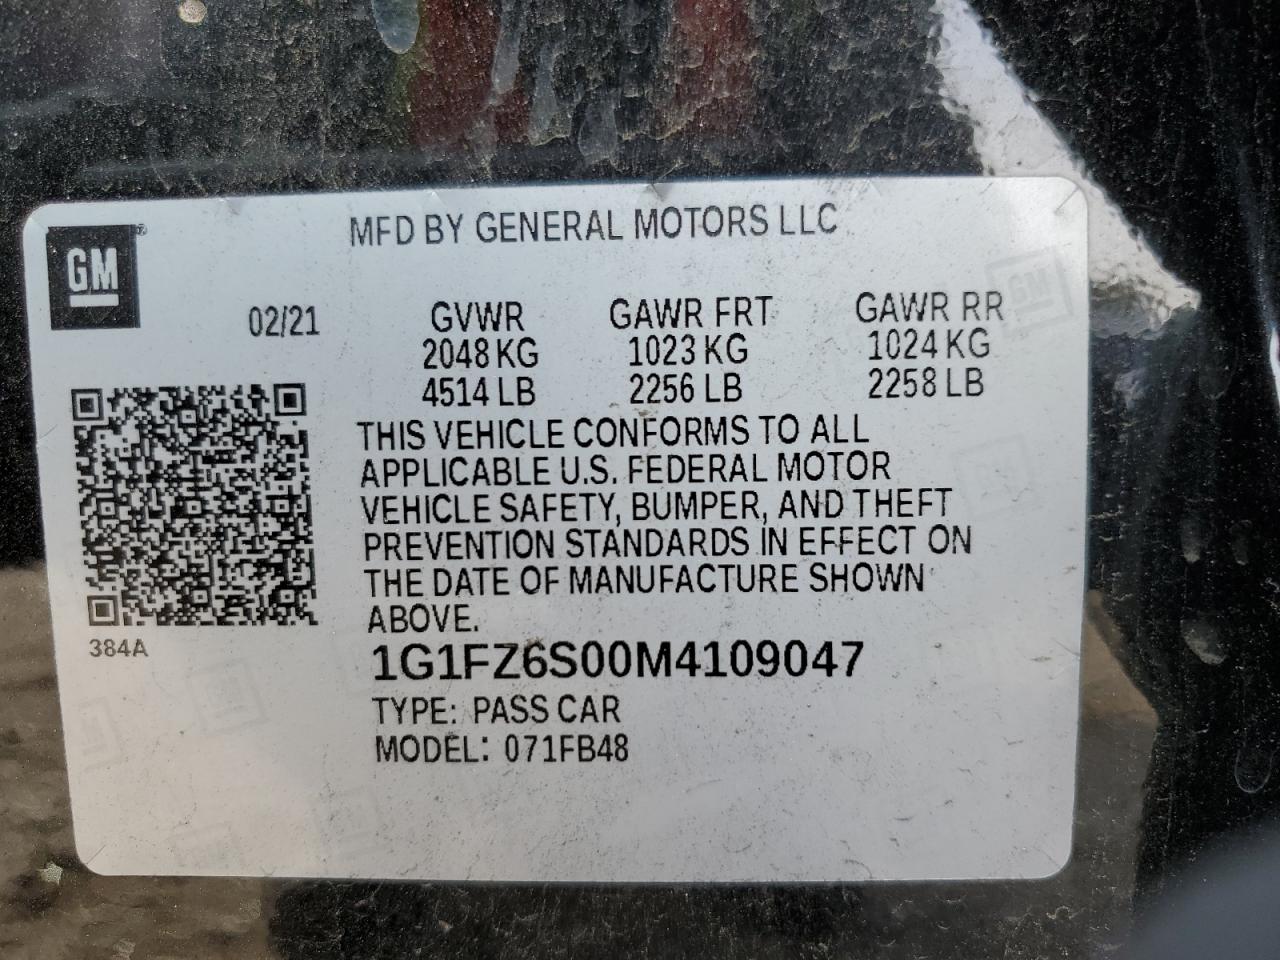 MFD BY GENERAL MOTORS LLC
GM
02/21 GVWR GAWR FRT GAWR RR
2048 KG 1023 KG 1024 KG
4514 LB 2256 LB 2258 LB
THIS VEHICLE CONFORMS TO ALL
APPLICABLE U.S. FEDERAL MOTOR
VEHICLE SAFETY, BUMPER, AND THEFT
PREVENTION STANDARDS IN EFFECT ON
THE DATE OF MANUFACTURE SHOWN
ABOVE.
384A
1G1FZ6S00M4109047
TYPE: PASS CAR
MODEL: 071FB48